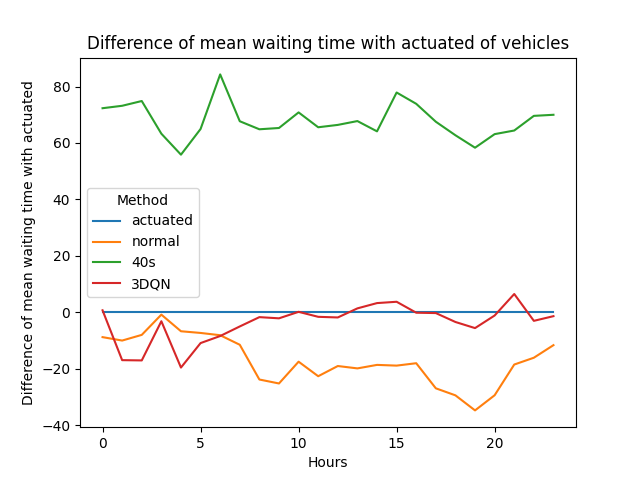 Difference of mean waiting time with actuated of vehicles
Difference of mean waiting time with actuated
80
60
40
20
0
−20
−40
Method
actuated
normal
40s
3DQN
0 5 10 15 20
Hours